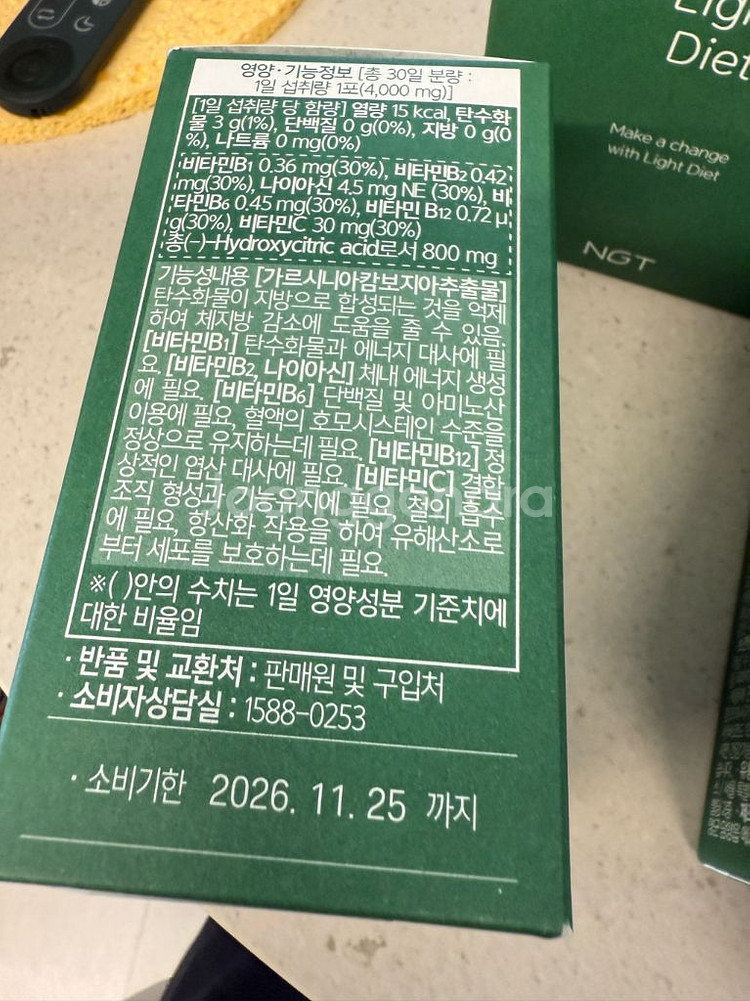 영양·기능정보 [총 30일 분량 :
1일 섭취량 1포(4,000 mg)]
[1일 섭취량 당 함량] 열량 15 kcal, 탄수화
물 3 g(1%), 단백질 0 g(0%), 지방 0 g(0
%), 나트륨 0 mg(0%)
비타민B1 0.36 mg(30%), 비타민B2 0.42
mg(30%), 나이아신 4.5 mg NE (30%), 비
타민B6 0.45 mg(30%), 비타민 B12 0.72 μ
g(30%), 비타민C 30 mg(30%)
총(-)-Hydroxycitric acid로서 800 mg
기능성내용 [가르시니아캄보지아추출물]
탄수화물이 지방으로 합성되는 것을 억제
하여 체지방 감소에 도움을 줄 수 있음.
[비타민B1] 탄수화물과 에너지 대사에 필
요. [비타민B2, 나이아신] 체내 에너지 생성
에 필요. [비타민B6] 단백질 및 아미노산
이용에 필요, 혈액의 호모시스테인 수준을
정상으로 유지하는데 필요. [비타민B12] 정
상적인 엽산 대사에 필요. [비타민C] 결합
조직 형성과 기능유지에 필요, 철의 흡수
에 필요, 항산화 작용을 하여 유해산소로
부터 세포를 보호하는데 필요.
※( )안의 수치는 1일 영양성분 기준치에
대한 비율임
· 반품 및 교환처 : 판매원 및 구입처
· 소비자상담실 : 1588-0253
· 소비기한 2026. 11. 25 까지
Light
Diet
Make a change
with Light Diet
NGT